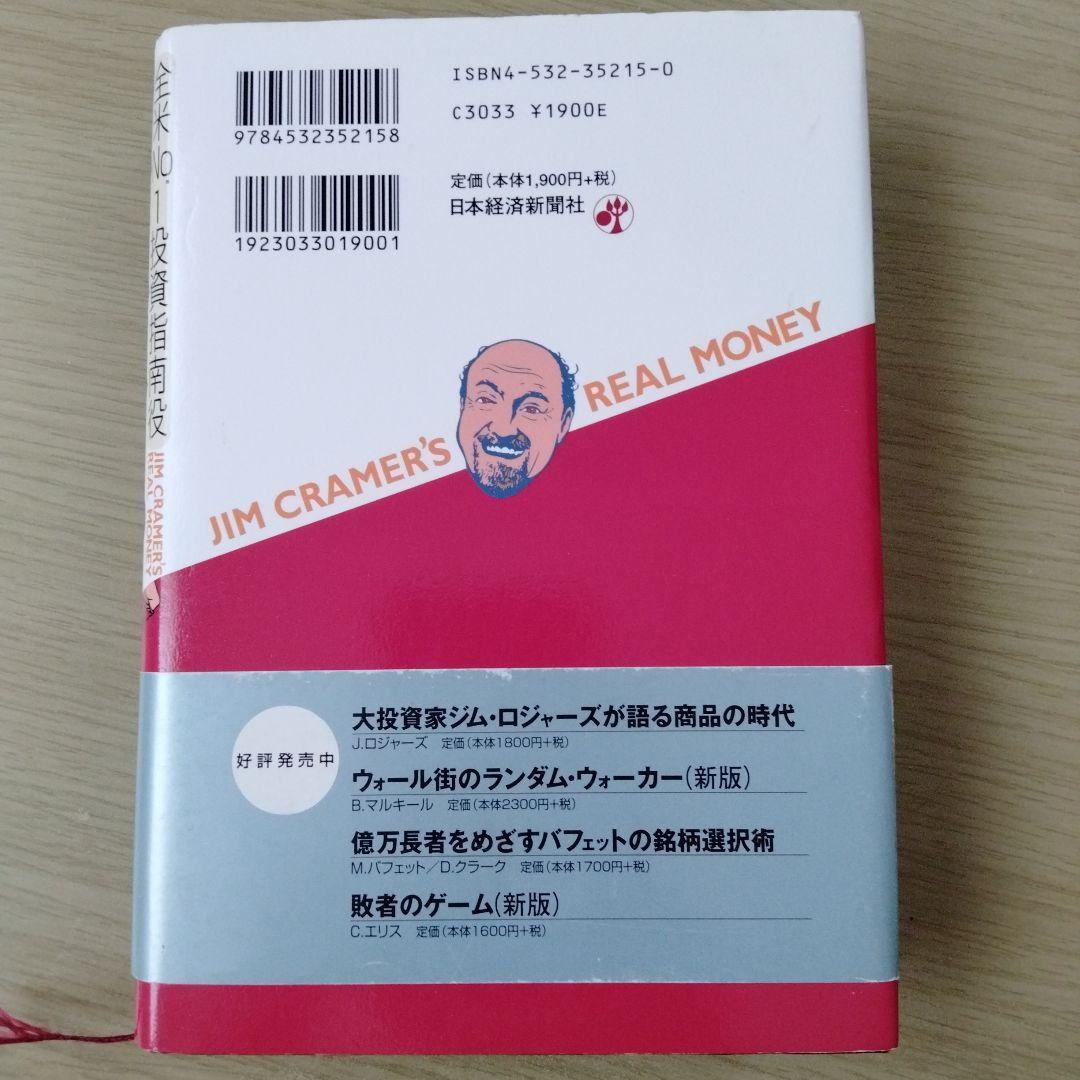 全米No.1投資指南役
JIM CRAMER'S
REAL MONEY
ISBN4-532-35215-0
C3033 ¥1900E
9784532352158
定価(本体1,900円+税)
日本経済新聞社
1923033019001
JIM CRAMER'S REAL MONEY
好評発売中
大投資家ジム・ロジャーズが語る商品の時代
J.ロジャーズ 定価(本体1800円+税)
ウォール街のランダム・ウォーカー(新版)
B.マルキール 定価(本体2300円+税)
億万長者をめざすバフェットの銘柄選択術
M.バフェット/D.クラーク 定価(本体1700円+税)
敗者のゲーム(新版)
C.エリス 定価(本体1600円+税)